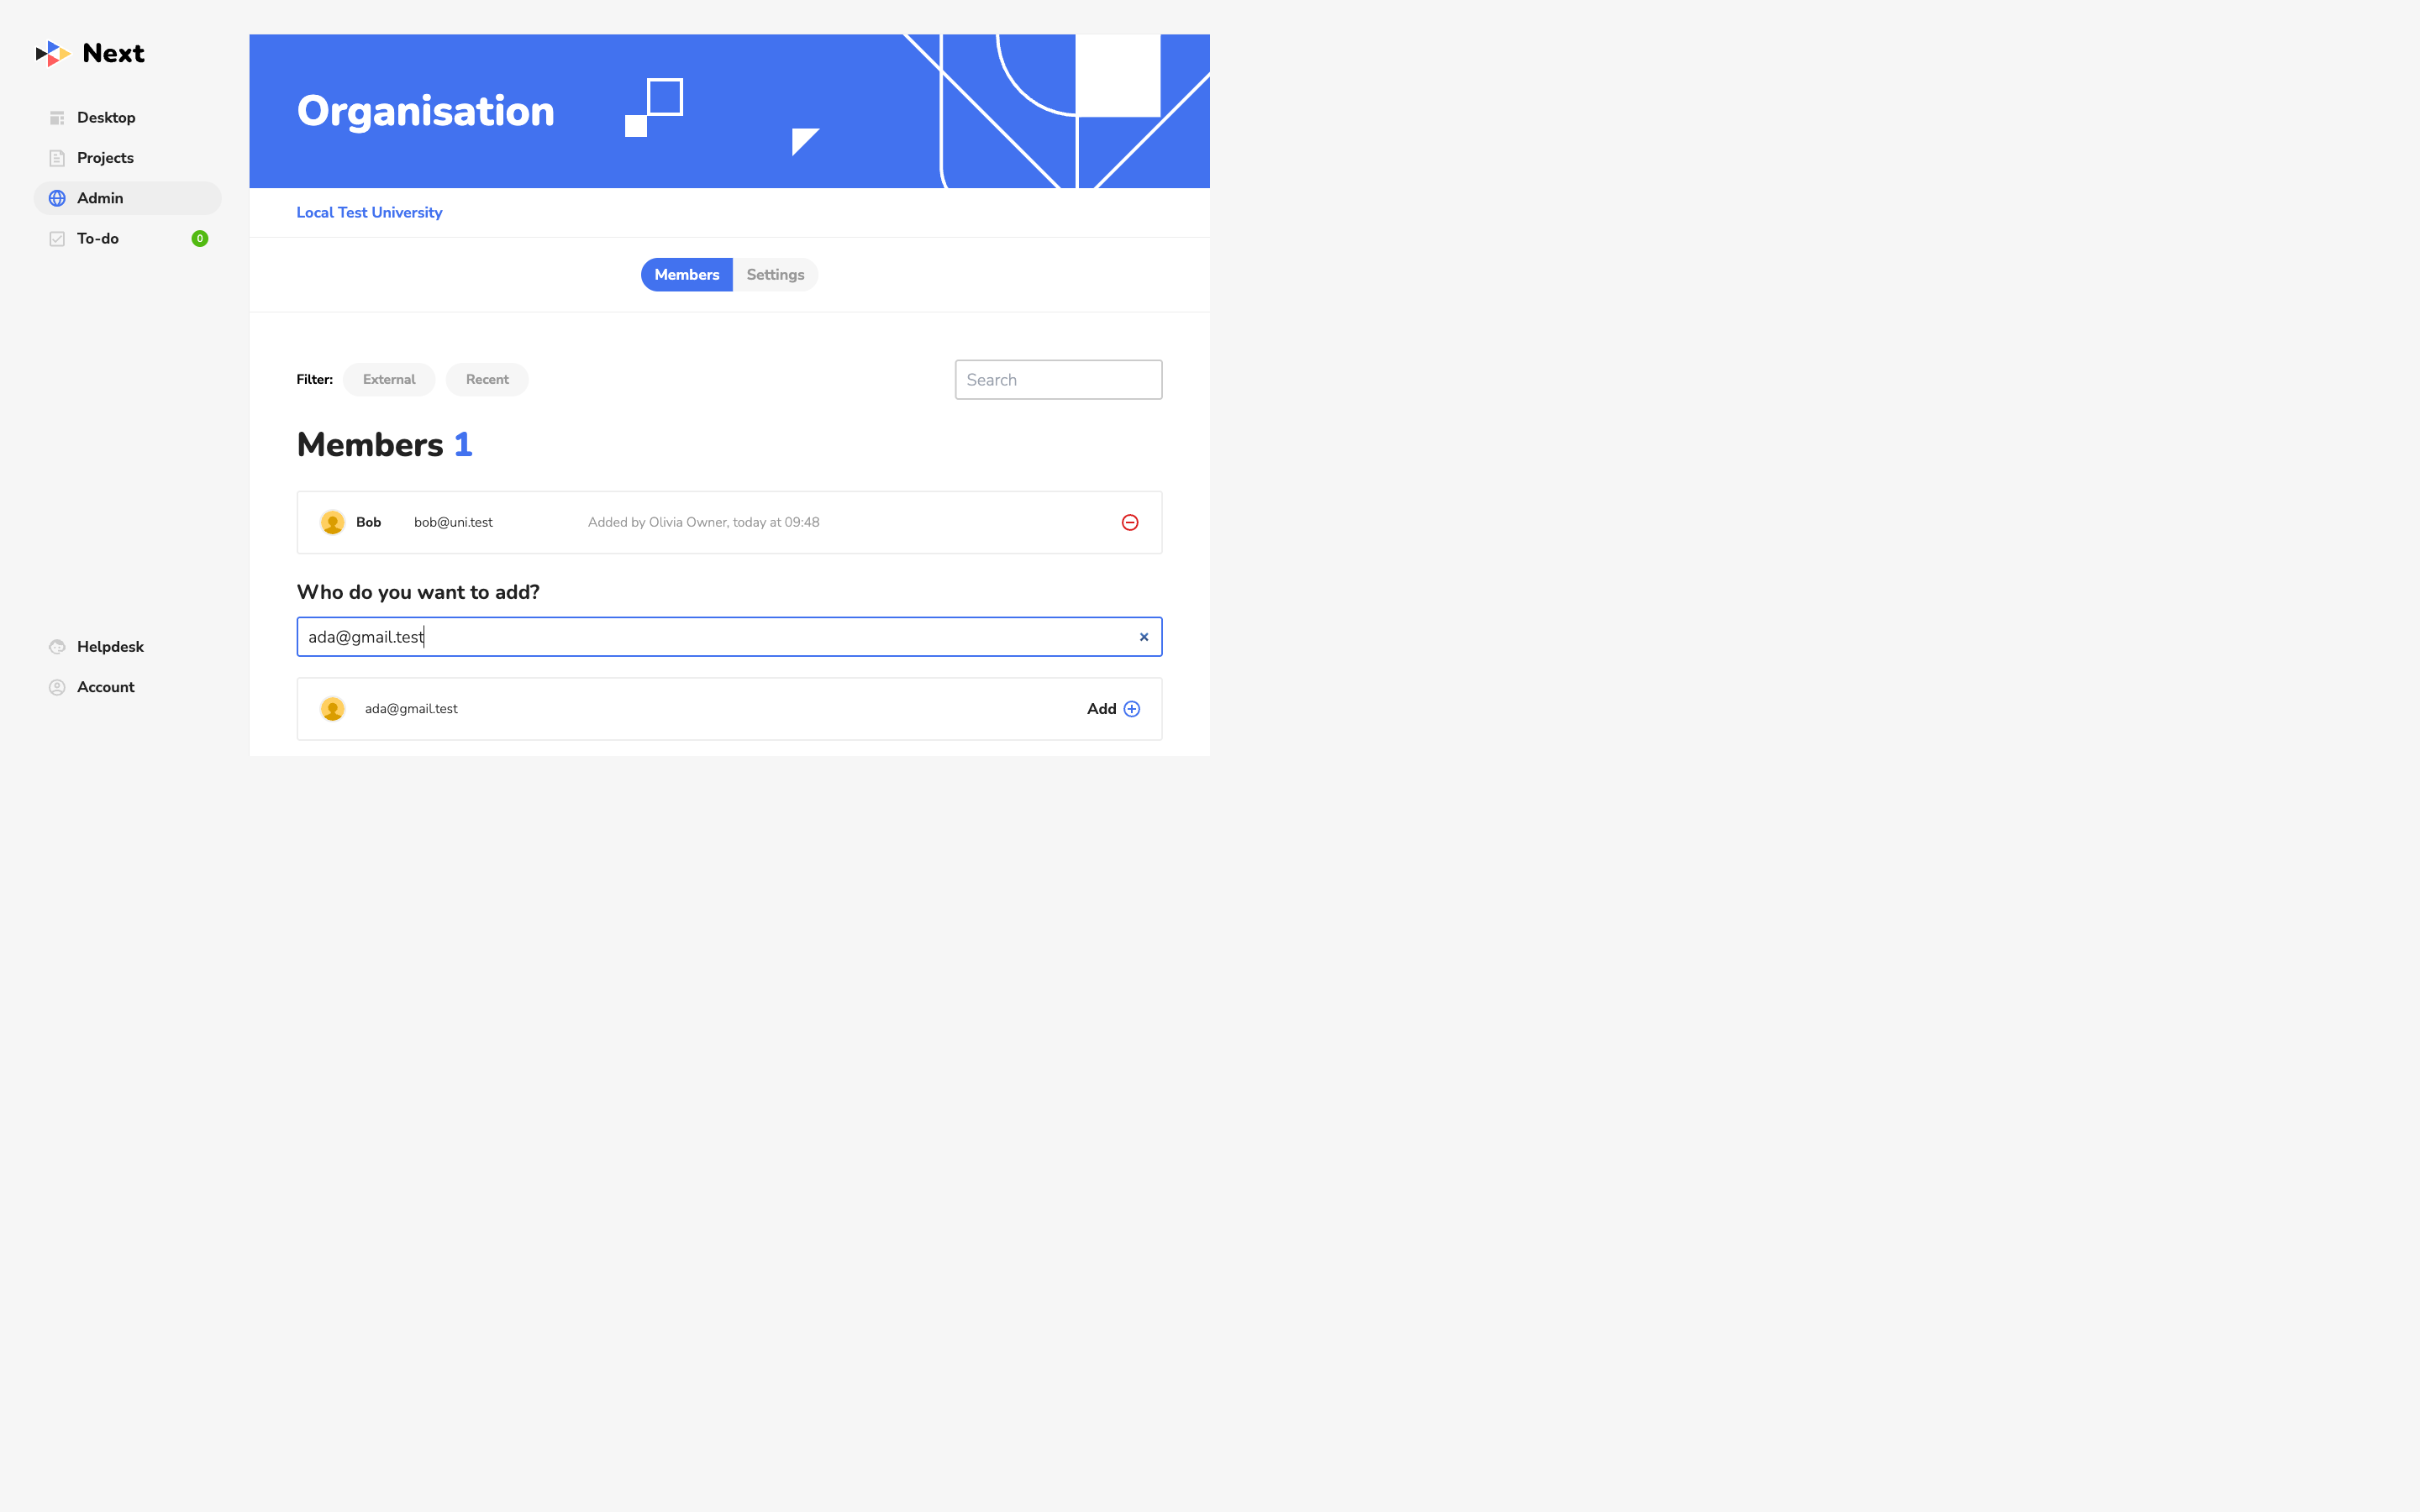 Next
Desktop
Projects
Admin
To-do 0
Helpdesk
Account
Organisation
Local Test University
Members Settings
Filter: External Recent Search
Members 1
Bob bob@uni.test Added by Olivia Owner, today at 09:48
Who do you want to add?
ada@gmail.test
ada@gmail.test Add